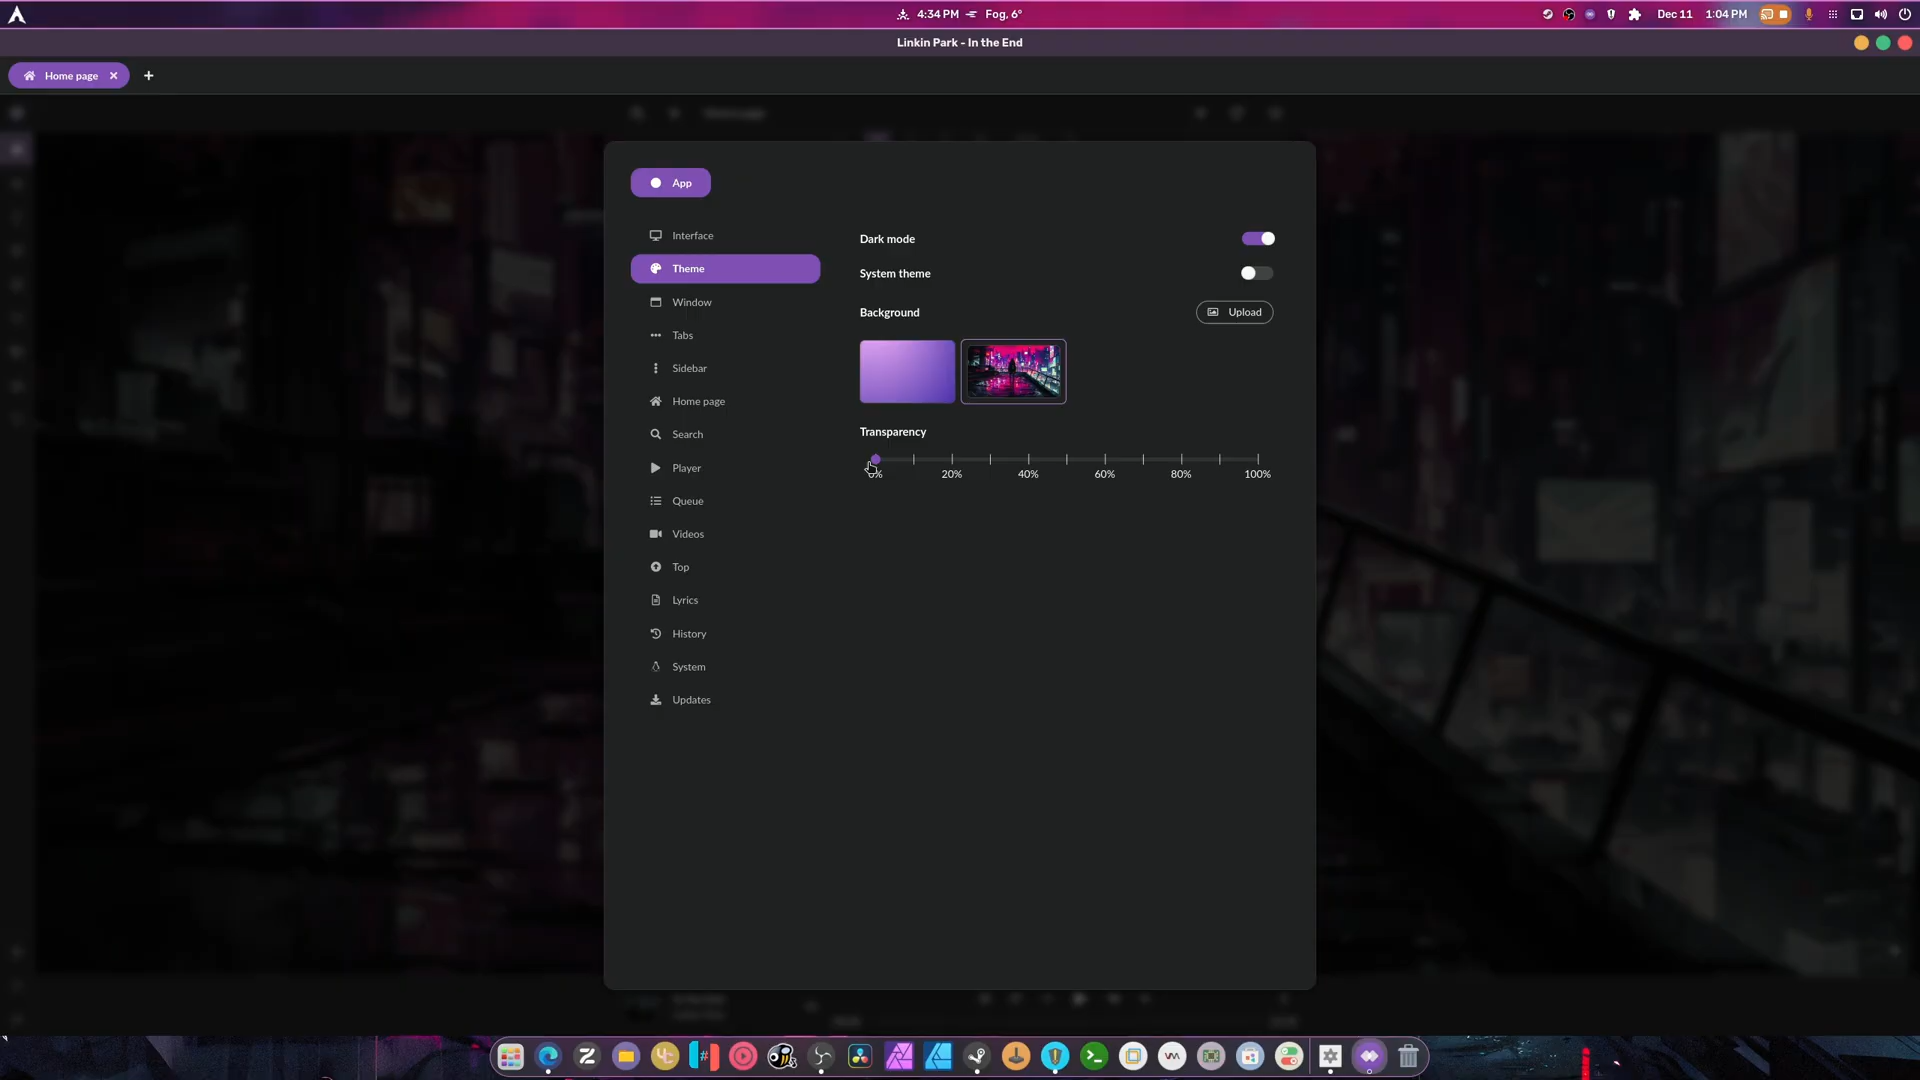 4:34 PM Fog, 6° Dec 11 1:04 PM
Linkin Park - In the End
Home page
App
Interface
Theme
Window
Tabs
Sidebar
Home page
Search
Player
Queue
Videos
Top
Lyrics
History
System
Updates
Dark mode
System theme
Background Upload
Transparency
0% 20% 40% 60% 80% 100%